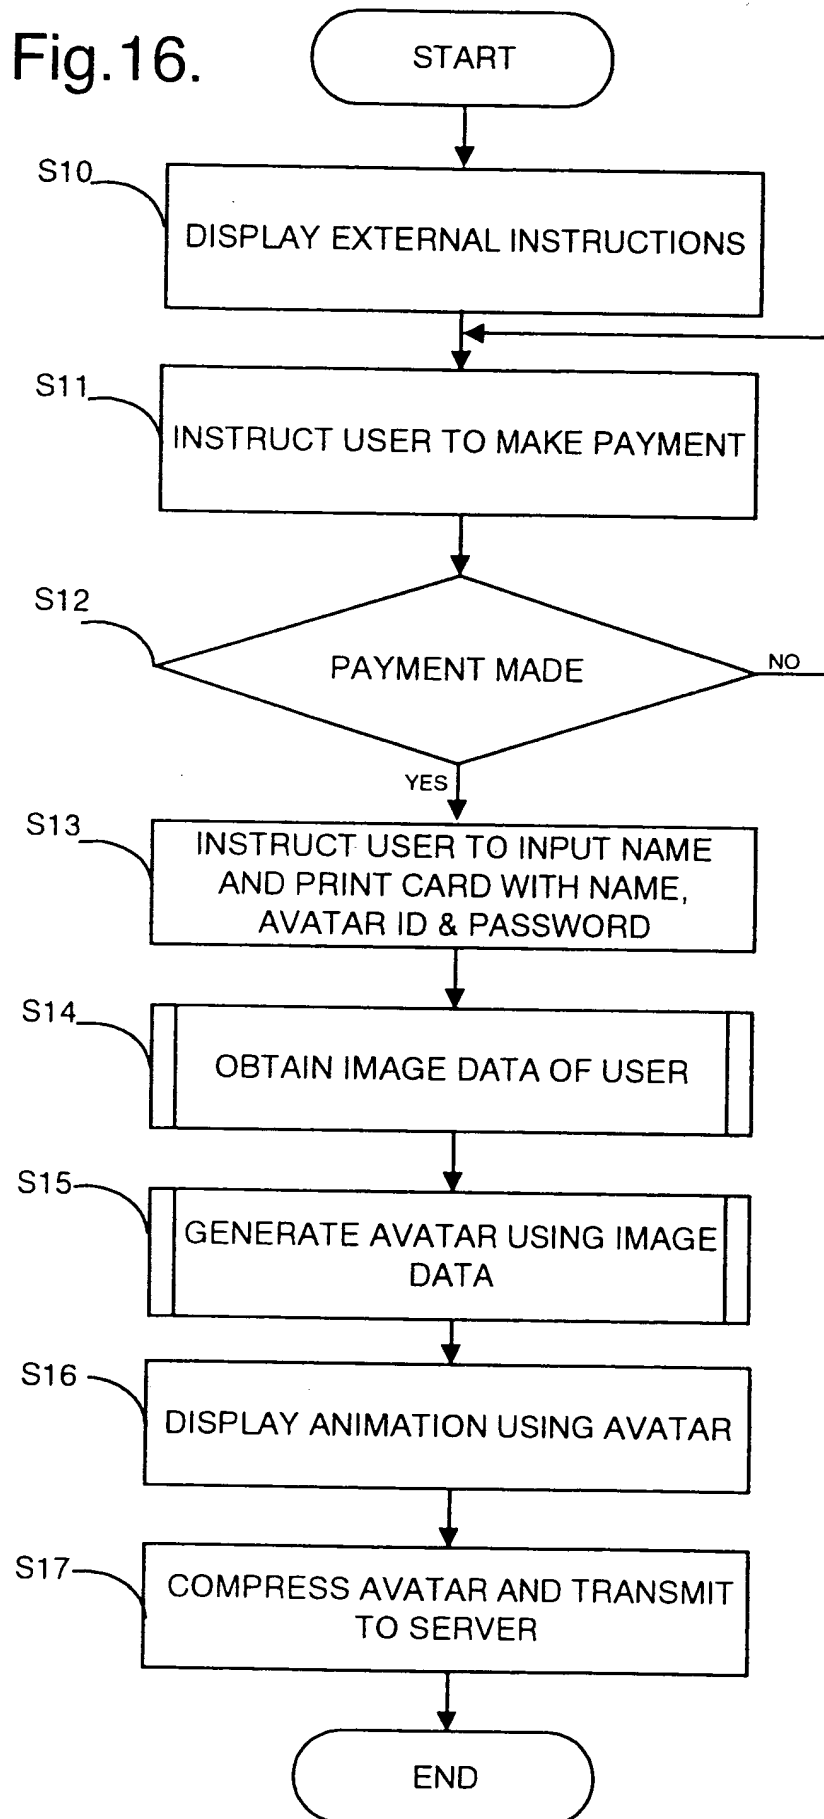 Fig.16.
START
S10
DISPLAY EXTERNAL INSTRUCTIONS
S11
INSTRUCT USER TO MAKE PAYMENT
S12
PAYMENT MADE
NO
YES
S13
INSTRUCT USER TO INPUT NAME
AND PRINT CARD WITH NAME,
AVATAR ID & PASSWORD
S14
OBTAIN IMAGE DATA OF USER
S15
GENERATE AVATAR USING IMAGE
DATA
S16
DISPLAY ANIMATION USING AVATAR
S17
COMPRESS AVATAR AND TRANSMIT
TO SERVER
END